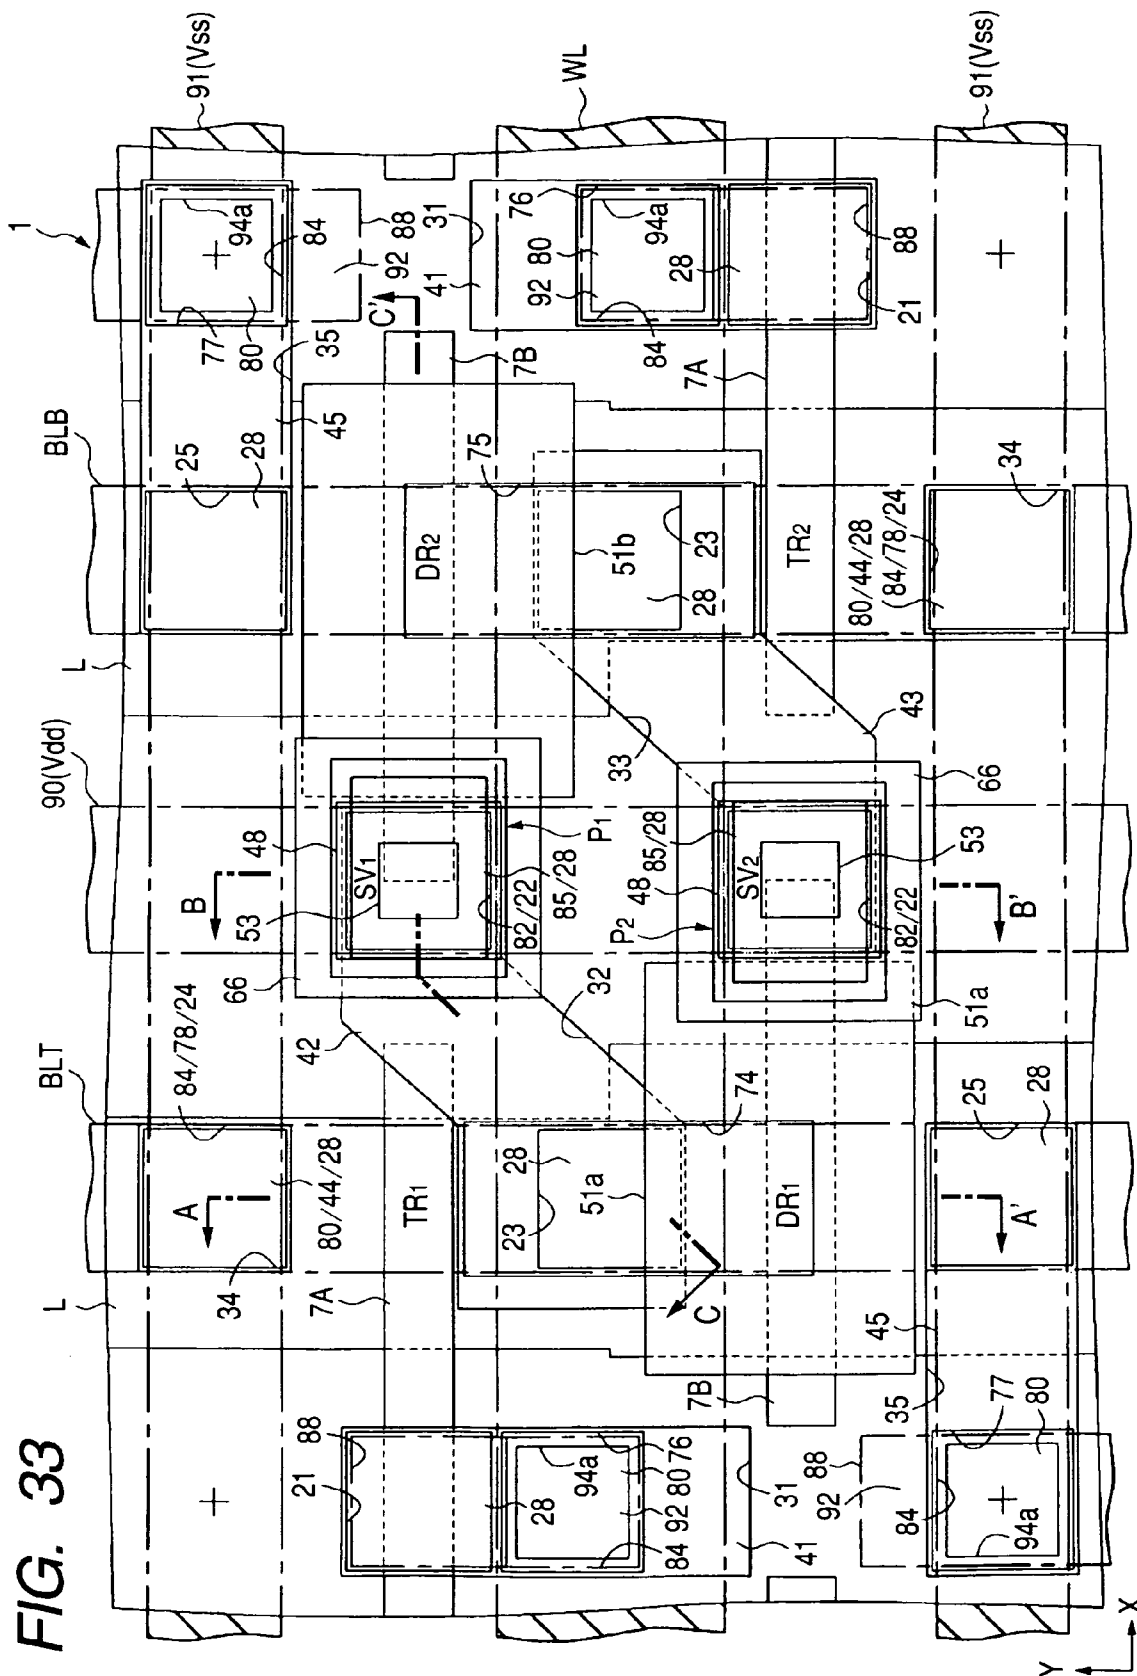 FIG. 33
1
L
BLT
90(Vdd)
L
BLB
91(Vss)
A
34
84/78/24
80/44/28
B
25
28
77
94a
84
80
35
45
88
92
21
88
28
7A
TR1
42
66
53
48
SV1
P1
82/22
85/28
DR2
7B
C'
41
31
84
94a
76
80
92
41
31
23
28
51a
74
C
32
33
75
28
23
51b
WL
92
80
94a
76
84
28
88
21
7B
DR1
P2
48
SV2
85/28
53
82/22
66
43
TR2
7A
35
45
51a
80/44/28
84/78/24
34
88
92
84
94a
77
80
A'
25
28
B'
91(Vss)
Y
X